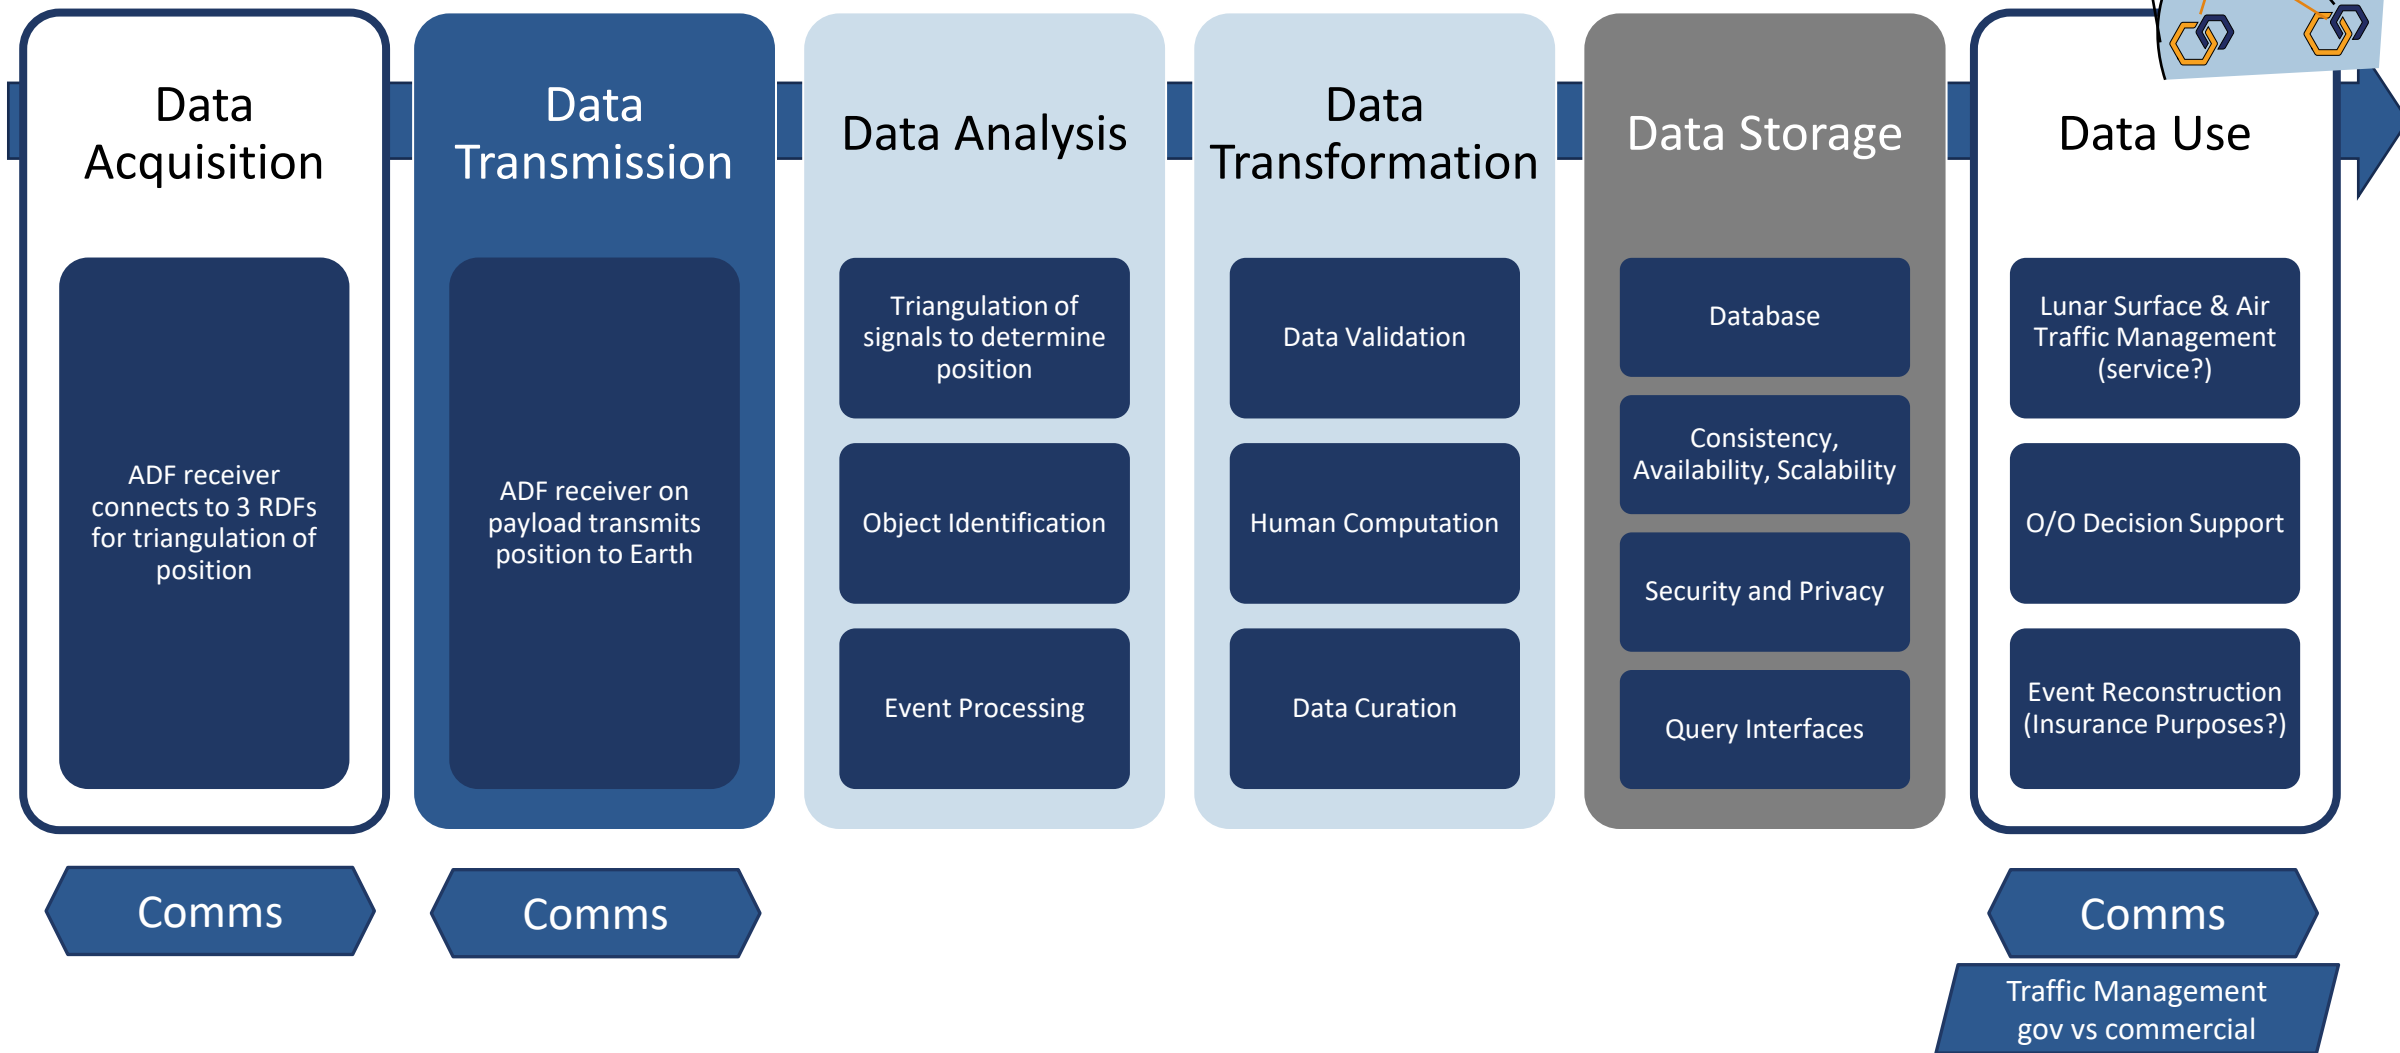 Data
Acquisition
ADF receiver
connects to 3 RDFs
for triangulation of
position
Comms
Data
Transmission
ADF receiver on
payload transmits
position to Earth
Comms
Data Analysis
Triangulation of
signals to determine
position
Object Identification
Event Processing
Data
Transformation
Data Validation
Human Computation
Data Curation
Data Storage
Database
Consistency,
Availability, Scalability
Security and Privacy
Query Interfaces
Data Use
Lunar Surface & Air
Traffic Management
(service?)
O/O Decision Support
Event Reconstruction
(Insurance Purposes?)
Comms
Traffic Management
gov vs commercial